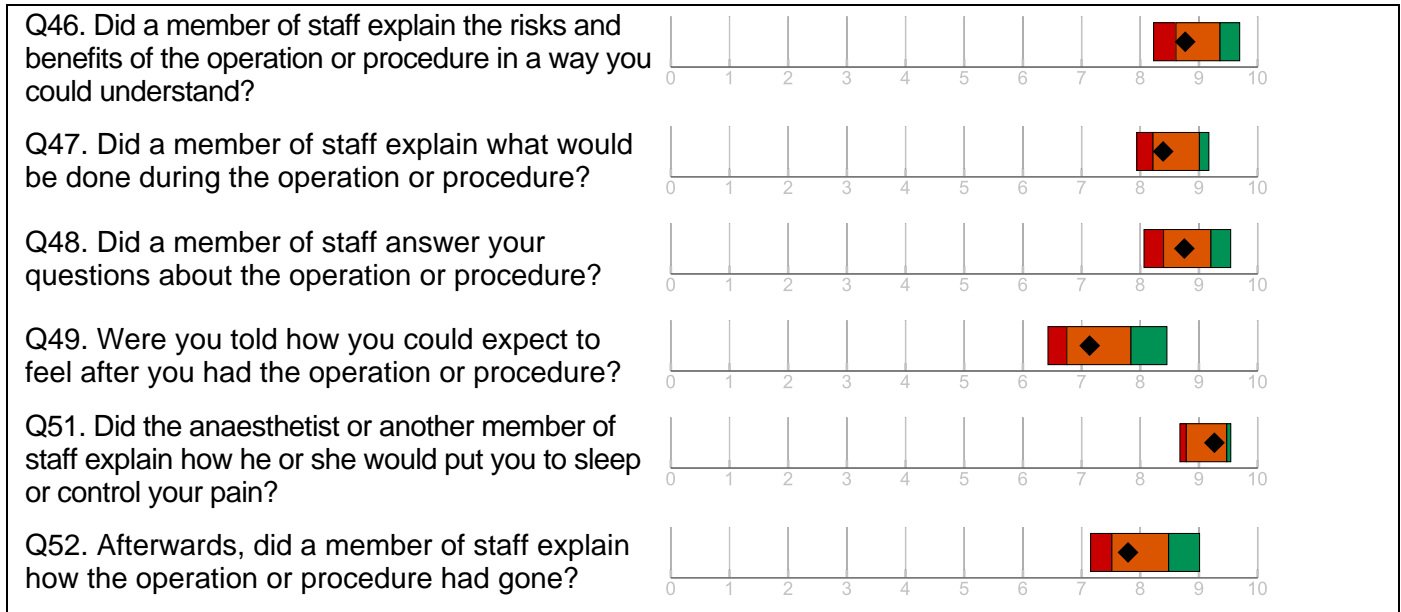 Q46. Did a member of staff explain the risks and
benefits of the operation or procedure in a way you
could understand?
0 1 2 3 4 5 6 7 8 9 10
Q47. Did a member of staff explain what would
be done during the operation or procedure?
0 1 2 3 4 5 6 7 8 9 10
Q48. Did a member of staff answer your
questions about the operation or procedure?
0 1 2 3 4 5 6 7 8 9 10
Q49. Were you told how you could expect to
feel after you had the operation or procedure?
0 1 2 3 4 5 6 7 8 9 10
Q51. Did the anaesthetist or another member of
staff explain how he or she would put you to sleep
or control your pain?
0 1 2 3 4 5 6 7 8 9 10
Q52. Afterwards, did a member of staff explain
how the operation or procedure had gone?
0 1 2 3 4 5 6 7 8 9 10